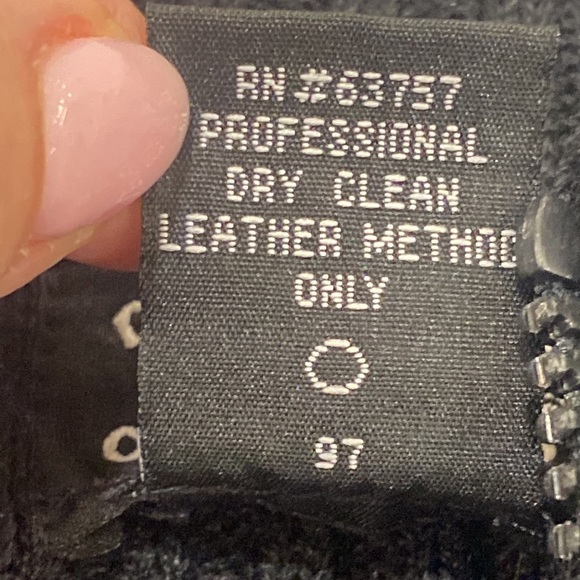 RN #63757
PROFESSIONAL
DRY CLEAN
LEATHER METHOD
ONLY
97